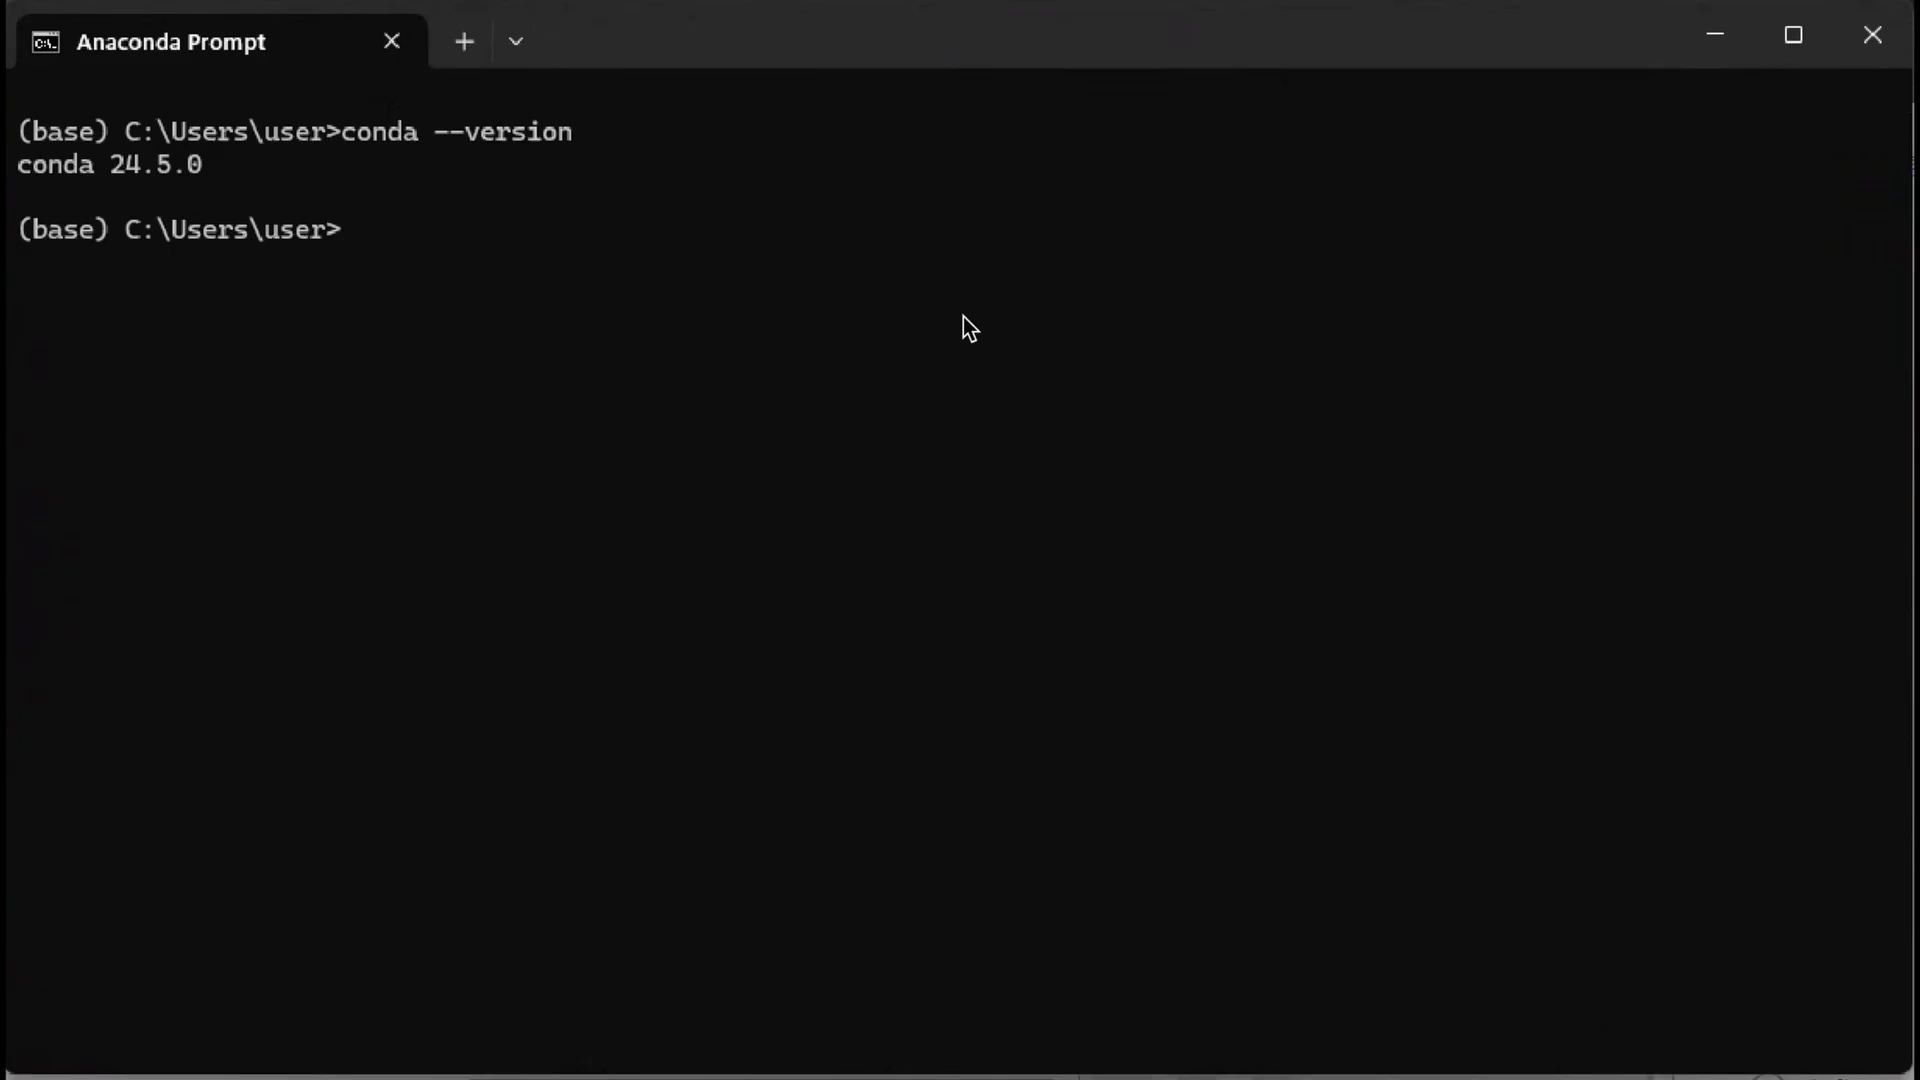 Anaconda Prompt
(base) C:\Users\user>conda --version
conda 24.5.0
(base) C:\Users\user>